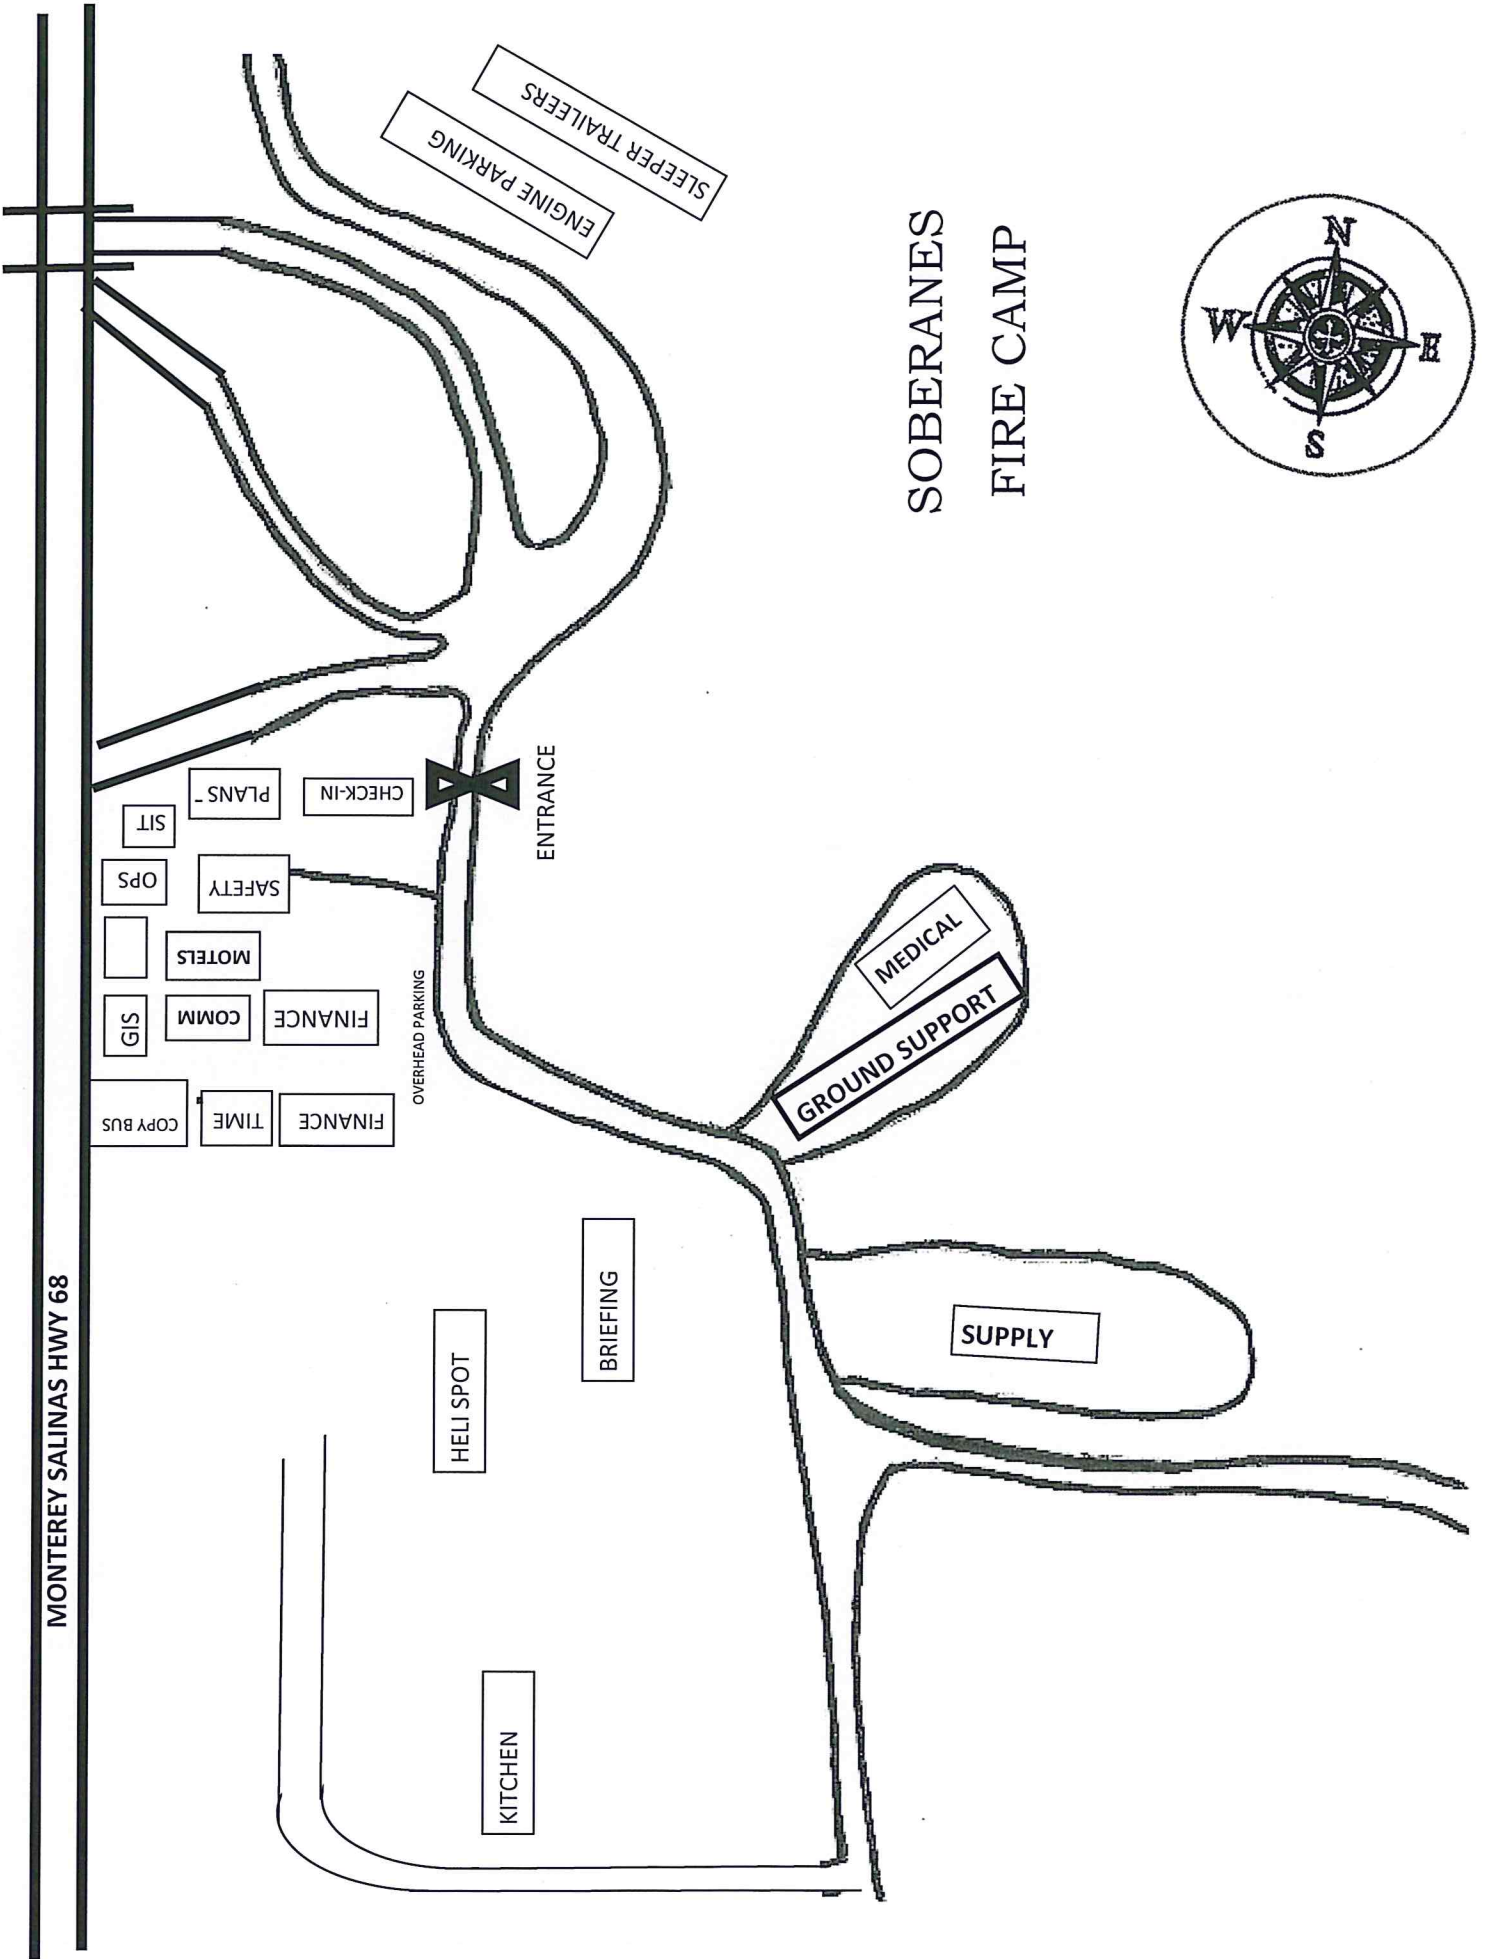 MONTEREY SALINAS HWY 68
SLEEPER TRAILEERS
ENGINE PARKING
SOBERANES
FIRE CAMP
N
W
E
S
PLANS
CHECK-IN
SIT
OPS
SAFETY
ENTRANCE
MOTELS
GIS
COMM
FINANCE
OVERHEAD PARKING
COPY BUS
TIME
FINANCE
MEDICAL
GROUND SUPPORT
BRIEFING
HELI SPOT
SUPPLY
KITCHEN